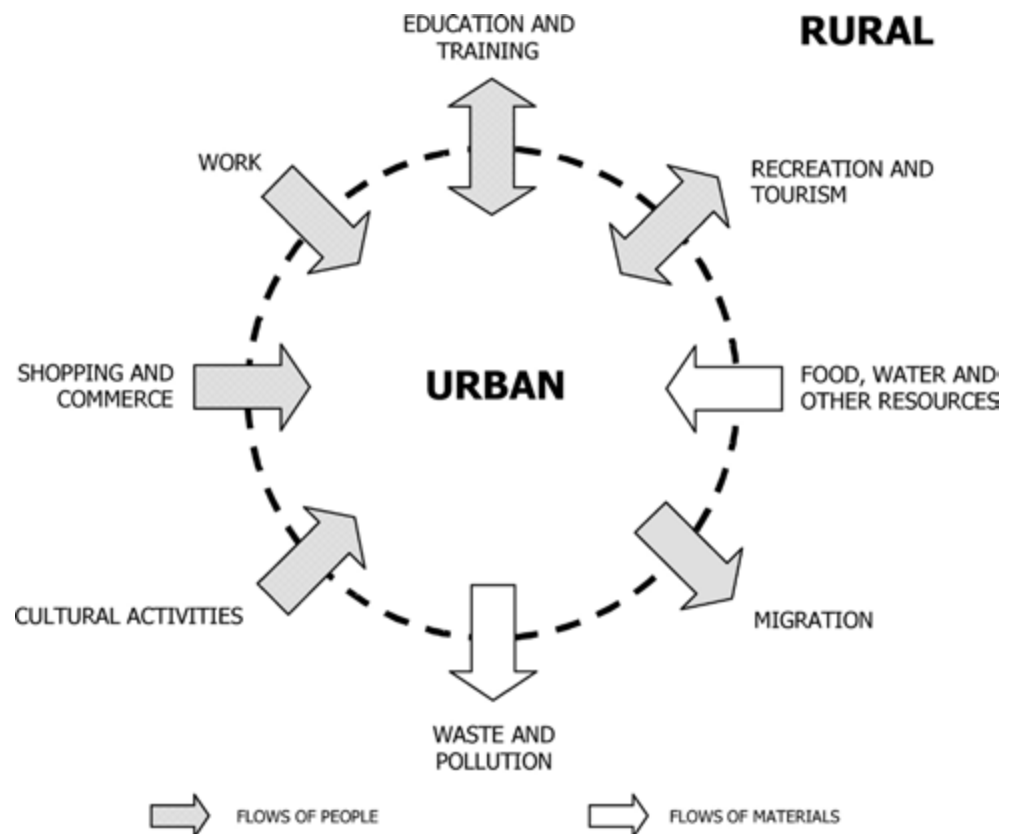 EDUCATION AND
TRAINING
RURAL
WORK
RECREATION AND
TOURISM
SHOPPING AND
COMMERCE
URBAN
FOOD, WATER AND
OTHER RESOURCES
CULTURAL ACTIVITIES
MIGRATION
WASTE AND
POLLUTION
FLOWS OF PEOPLE
FLOWS OF MATERIALS